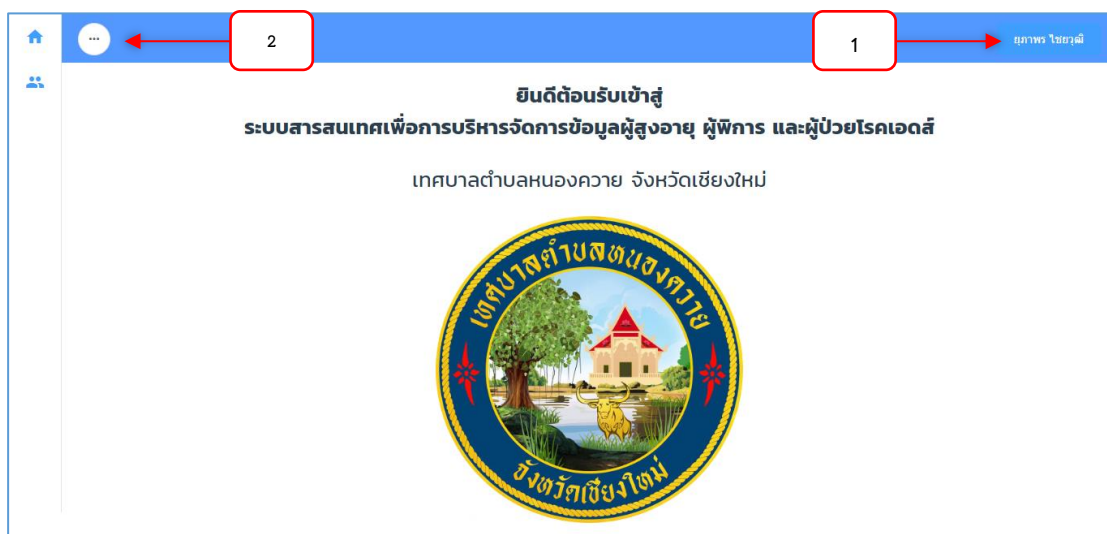 2
1
ยุภาพร ไชยวุฒิ
ยินดีต้อนรับเข้าสู่
ระบบสารสนเทศเพื่อการบริหารจัดการข้อมูลผู้สูงอายุ ผู้พิการ และผู้ป่วยโรคเอดส์
เทศบาลตำบลหนองควาย จังหวัดเชียงใหม่
เทศบาลตำบลหนองควาย
จังหวัดเชียงใหม่